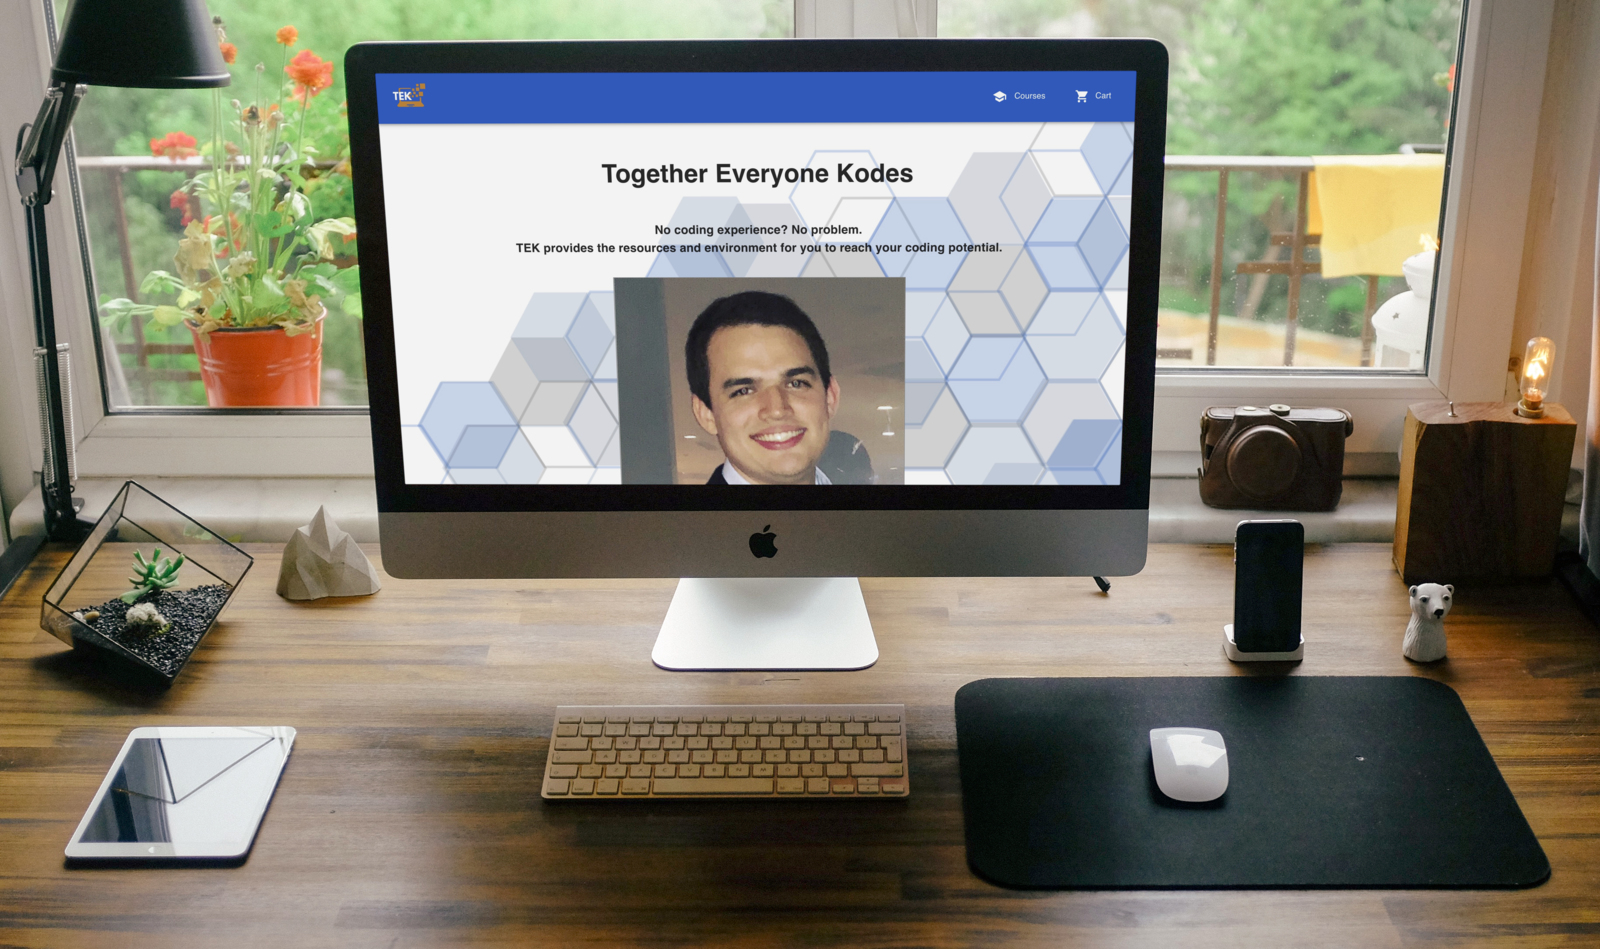 TEK
Courses
Cart
Together Everyone Kodes
No coding experience? No problem.
TEK provides the resources and environment for you to reach your coding potential.